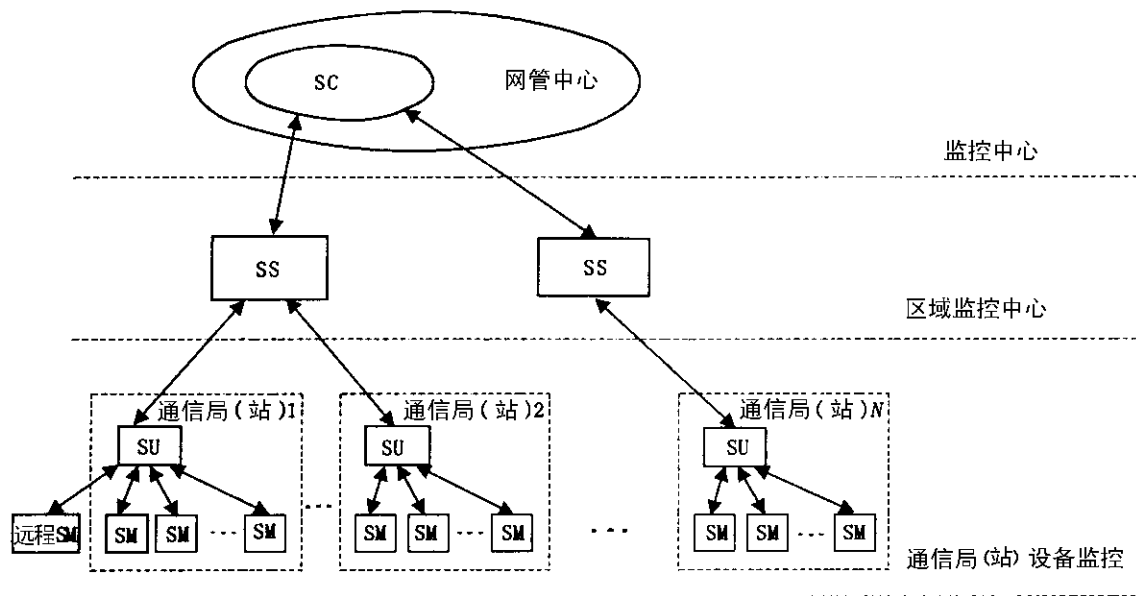 SC
网管中心
监控中心
SS
SS
区域监控中心
通信局(站)1
通信局(站)2
通信局(站)N
SU
SU
SU
远程SM
SM
SM
···
SM
···
SM
SM
···
SM
···
SM
SM
···
SM
通信局(站)设备监控